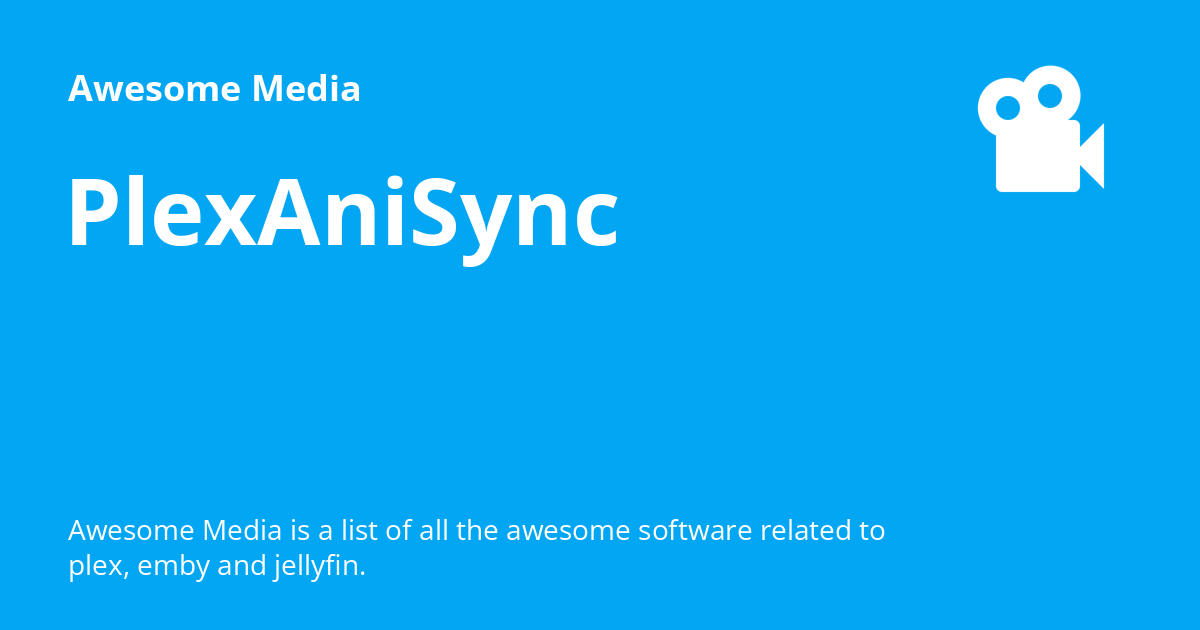 Awesome Media
PlexAniSync
Awesome Media is a list of all the awesome software related to
plex, emby and jellyfin.